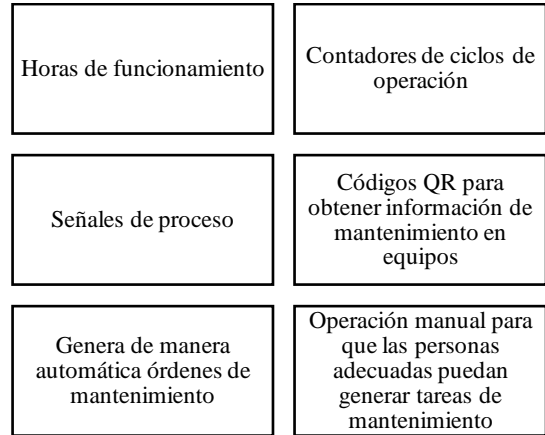 Horas de funcionamiento
Contadores de ciclos de
operación
Señales de proceso
Códigos QR para
obtener información de
mantenimiento en
equipos
Genera de manera
automática órdenes de
mantenimiento
Operación manual para
que las personas
adecuadas puedan
generar tareas de
mantenimiento